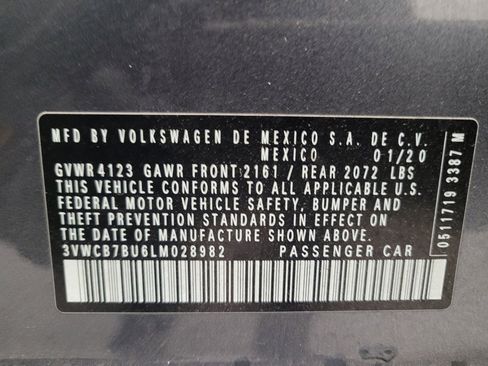 MFD BY VOLKSWAGEN DE MEXICO S.A. DE C.V.
MEXICO 01/20
GVWR 4123 GAWR FRONT 2161 / REAR 2072 LBS
THIS VEHICLE CONFORMS TO ALL APPLICABLE U.S.
FEDERAL MOTOR VEHICLE SAFETY, BUMPER AND
THEFT PREVENTION STANDARDS IN EFFECT ON
THE DATE OF MANUFACTURE SHOWN ABOVE.
3VWCB7BU6LM028982 PASSENGER CAR
0511719 3387 M